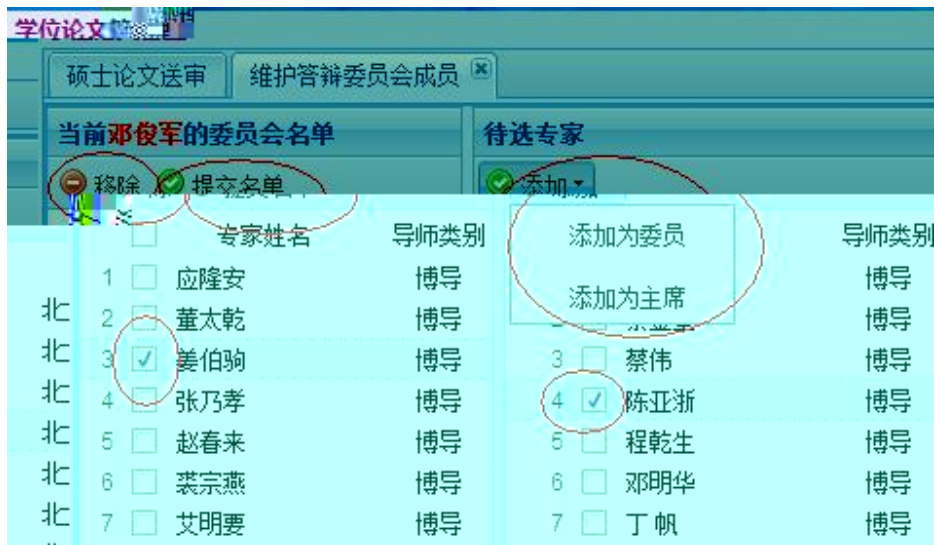 学位论文
硕士论文送审 维护答辩委员会成员
当前邓俊军的委员会名单 待选专家
移除 提交名单 添加
专家姓名 导师类别 添加为委员 导师类别
1 应隆安 博导 博导
添加为主席
北 2 董太乾 博导 博导
北 3 姜伯驹 博导 3 蔡伟 博导
北 4 张乃孝 博导 4 陈亚浙 博导
北 5 赵春来 博导 5 程乾生 博导
北 6 裘宗燕 博导 6 邓明华 博导
北 7 艾明要 博导 7 丁帆 博导